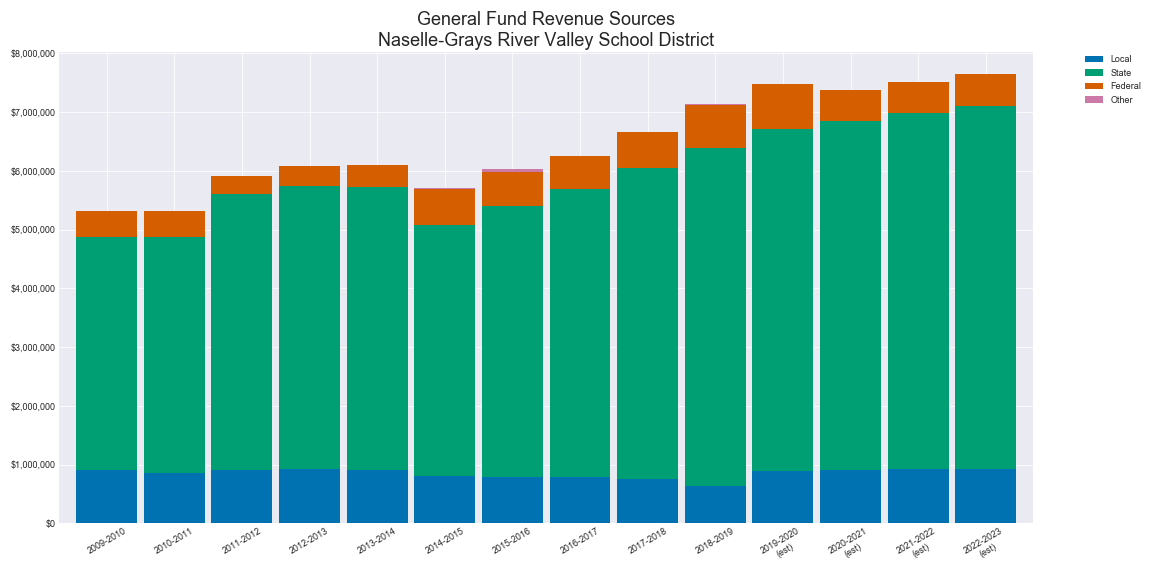 General Fund Revenue Sources
Naselle-Grays River Valley School District
$8,000,000
$7,000,000
$6,000,000
$5,000,000
$4,000,000
$3,000,000
$2,000,000
$1,000,000
$0
2009-2010
2010-2011
2011-2012
2012-2013
2013-2014
2014-2015
2015-2016
2016-2017
2017-2018
2018-2019
2019-2020
(est)
2020-2021
(est)
2021-2022
(est)
2022-2023
(est)
Local
State
Federal
Other